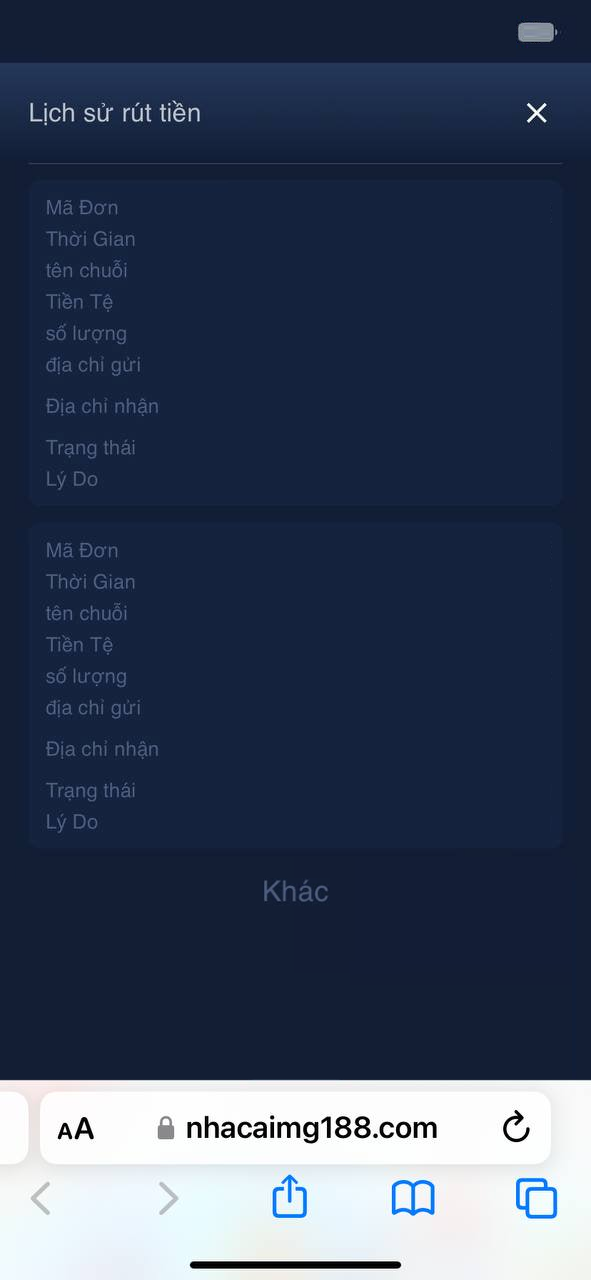 Lịch sử rút tiền
Mã Đơn
Thời Gian
tên chuỗi
Tiền Tệ
số lượng
địa chỉ gửi
Địa chỉ nhận
Trạng thái
Lý Do
Mã Đơn
Thời Gian
tên chuỗi
Tiền Tệ
số lượng
địa chỉ gửi
Địa chỉ nhận
Trạng thái
Lý Do
Khác
AA nhacaimg188.com